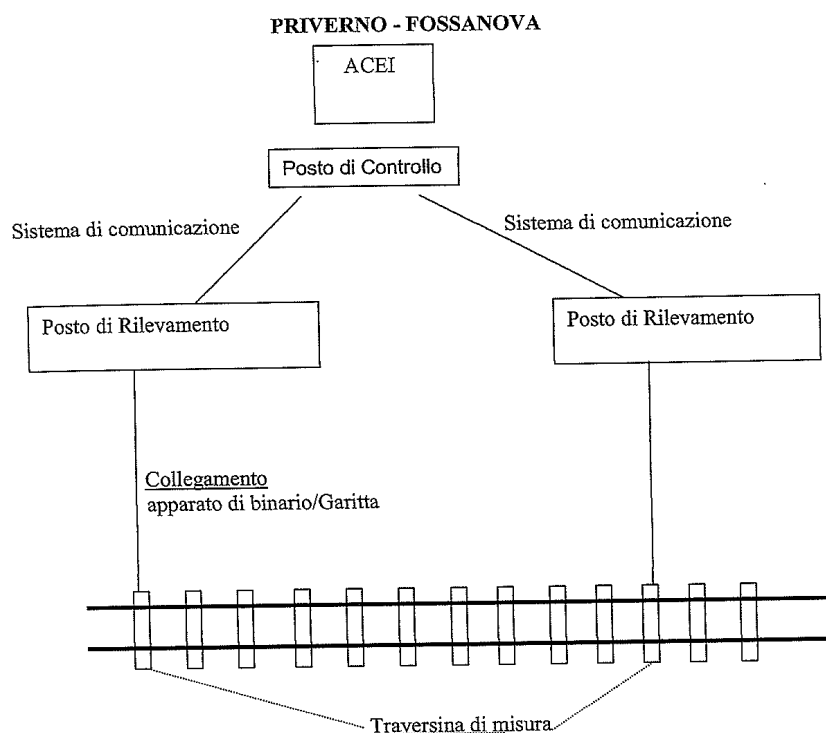 PRIVERNO - FOSSANOVA
ACEI
Posto di Controllo
Sistema di comunicazione
Sistema di comunicazione
Posto di Rilevamento
Posto di Rilevamento
Collegamento
apparato di binario/Garitta
Traversina di misura